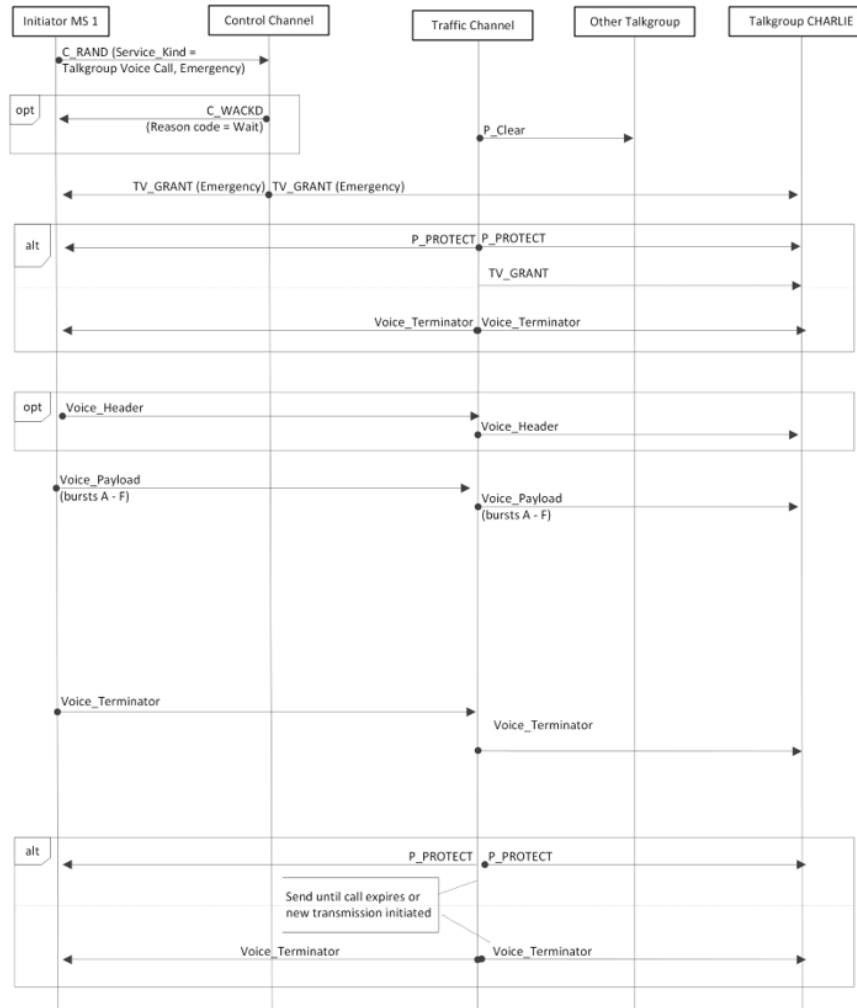 Initiator MS 1
Control Channel
Traffic Channel
Other Talkgroup
Talkgroup CHARLIE
C_RAND (Service_Kind =
Talkgroup Voice Call, Emergency)
opt
C_WACKD
(Reason code = Wait)
P_Clear
TV_GRANT (Emergency)
TV_GRANT (Emergency)
alt
P_PROTECT
P_PROTECT
TV_GRANT
Voice_Terminator
Voice_Terminator
opt
Voice_Header
Voice_Header
Voice_Payload
(bursts A - F)
Voice_Payload
(bursts A - F)
Voice_Terminator
Voice_Terminator
alt
P_PROTECT
P_PROTECT
Send until call expires or
new transmission initiated
Voice_Terminator
Voice_Terminator